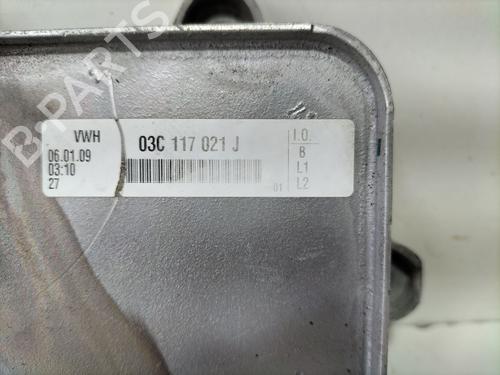 B-PARTS
VWH
03C 117 021 J
I.O.
06.01.09
B
03:10
L1
27
01
L2